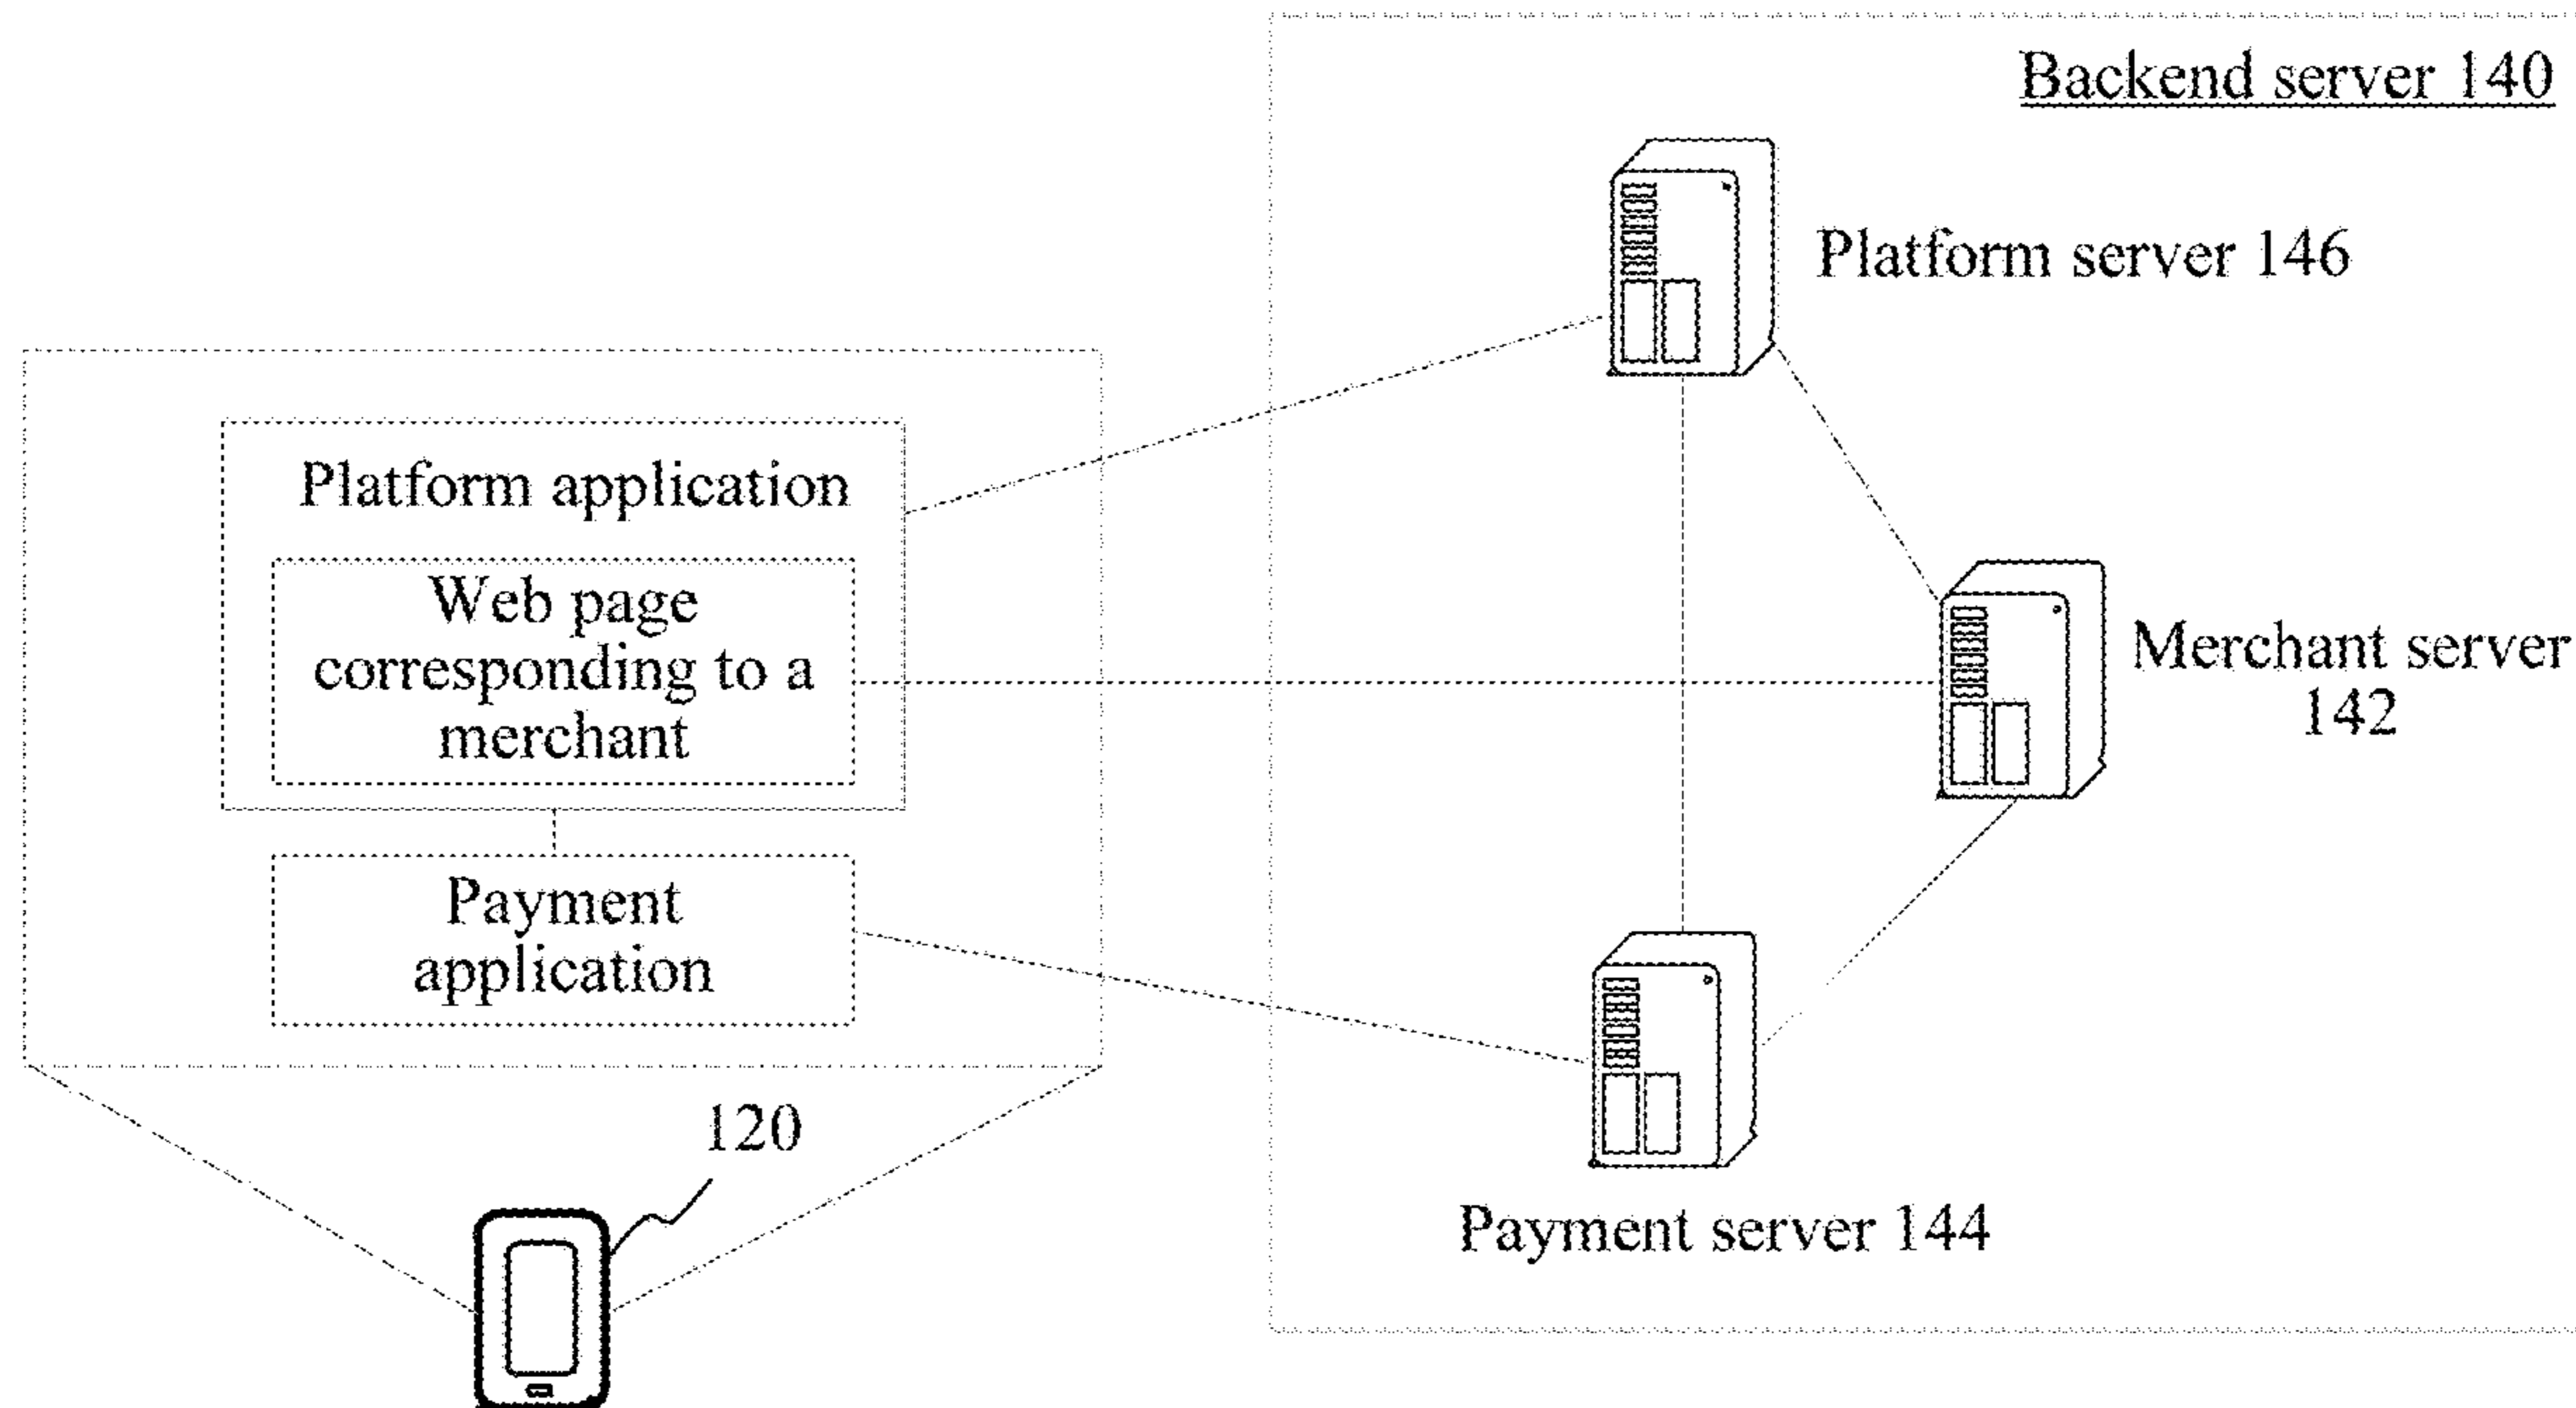 Backend server 140
Platform server 146
Platform application
Web page
corresponding to a
merchant
Merchant server
142
Payment
application
120
Payment server 144